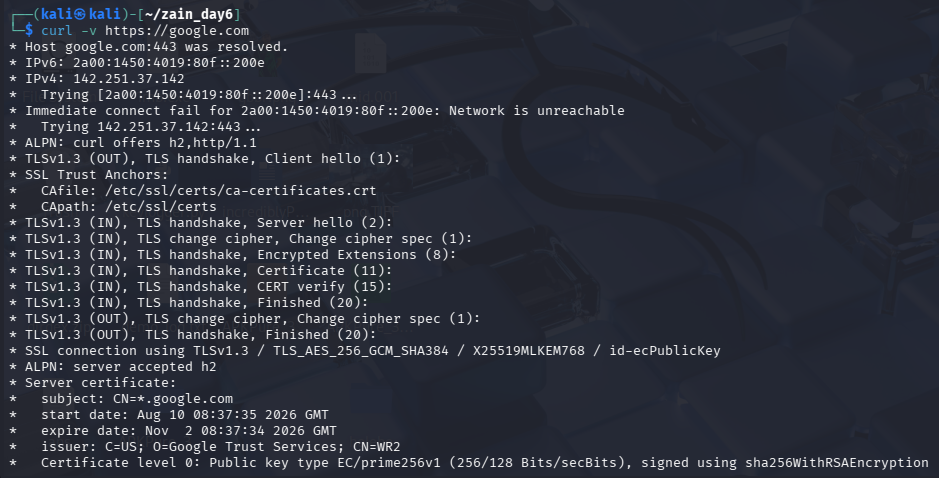 ┌──(kali㉿kali)-[~/zain_day6]
└─$ curl -v https://google.com
* Host google.com:443 was resolved.
* IPv6: 2a00:1450:4019:80f::200e
* IPv4: 142.251.37.142
*   Trying [2a00:1450:4019:80f::200e]:443...
* Immediate connect fail for 2a00:1450:4019:80f::200e: Network is unreachable
*   Trying 142.251.37.142:443...
* ALPN: curl offers h2,http/1.1
* TLSv1.3 (OUT), TLS handshake, Client hello (1):
* SSL Trust Anchors:
*   CAfile: /etc/ssl/certs/ca-certificates.crt
*   CApath: /etc/ssl/certs
* TLSv1.3 (IN), TLS handshake, Server hello (2):
* TLSv1.3 (IN), TLS change cipher, Change cipher spec (1):
* TLSv1.3 (IN), TLS handshake, Encrypted Extensions (8):
* TLSv1.3 (IN), TLS handshake, Certificate (11):
* TLSv1.3 (IN), TLS handshake, CERT verify (15):
* TLSv1.3 (IN), TLS handshake, Finished (20):
* TLSv1.3 (OUT), TLS change cipher, Change cipher spec (1):
* TLSv1.3 (OUT), TLS handshake, Finished (20):
* SSL connection using TLSv1.3 / TLS_AES_256_GCM_SHA384 / X25519MLKEM768 / id-ecPublicKey
* ALPN: server accepted h2
* Server certificate:
*   subject: CN=*.google.com
*   start date: Aug 10 08:37:35 2026 GMT
*   expire date: Nov  2 08:37:34 2026 GMT
*   issuer: C=US; O=Google Trust Services; CN=WR2
*   Certificate level 0: Public key type EC/prime256v1 (256/128 Bits/secBits), signed using sha256WithRSAEncryption